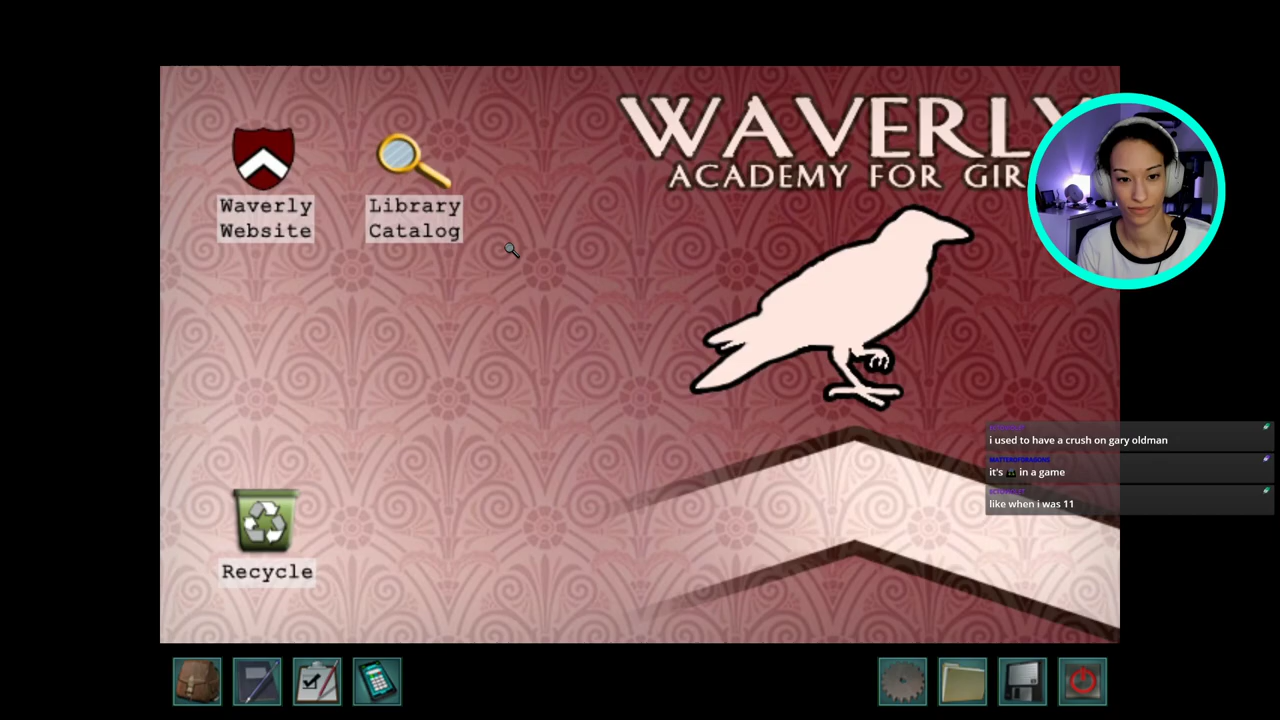 WAVERLY
ACADEMY FOR GIR
Waverly
Website
Library
Catalog
i used to have a crush on gary oldman
MATTEROFDRAGONS
it's in a game
like when i was 11
Recycle